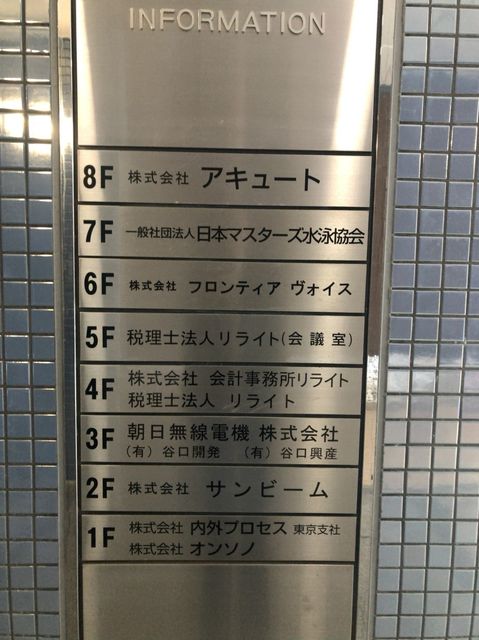 INFORMATION
8F 株式会社 アキュート
7F 一般社団法人 日本マスターズ水泳協会
6F 株式会社 フロンティア ヴォイス
5F 税理士法人 リライト(会議室)
4F 株式会社 会計事務所リライト
税理士法人 リライト
3F 朝日無線電機 株式会社
(有) 谷口開発 (有) 谷口興産
2F 株式会社 サンビーム
1F 株式会社 内外プロセス 東京支社
株式会社 オンソノ